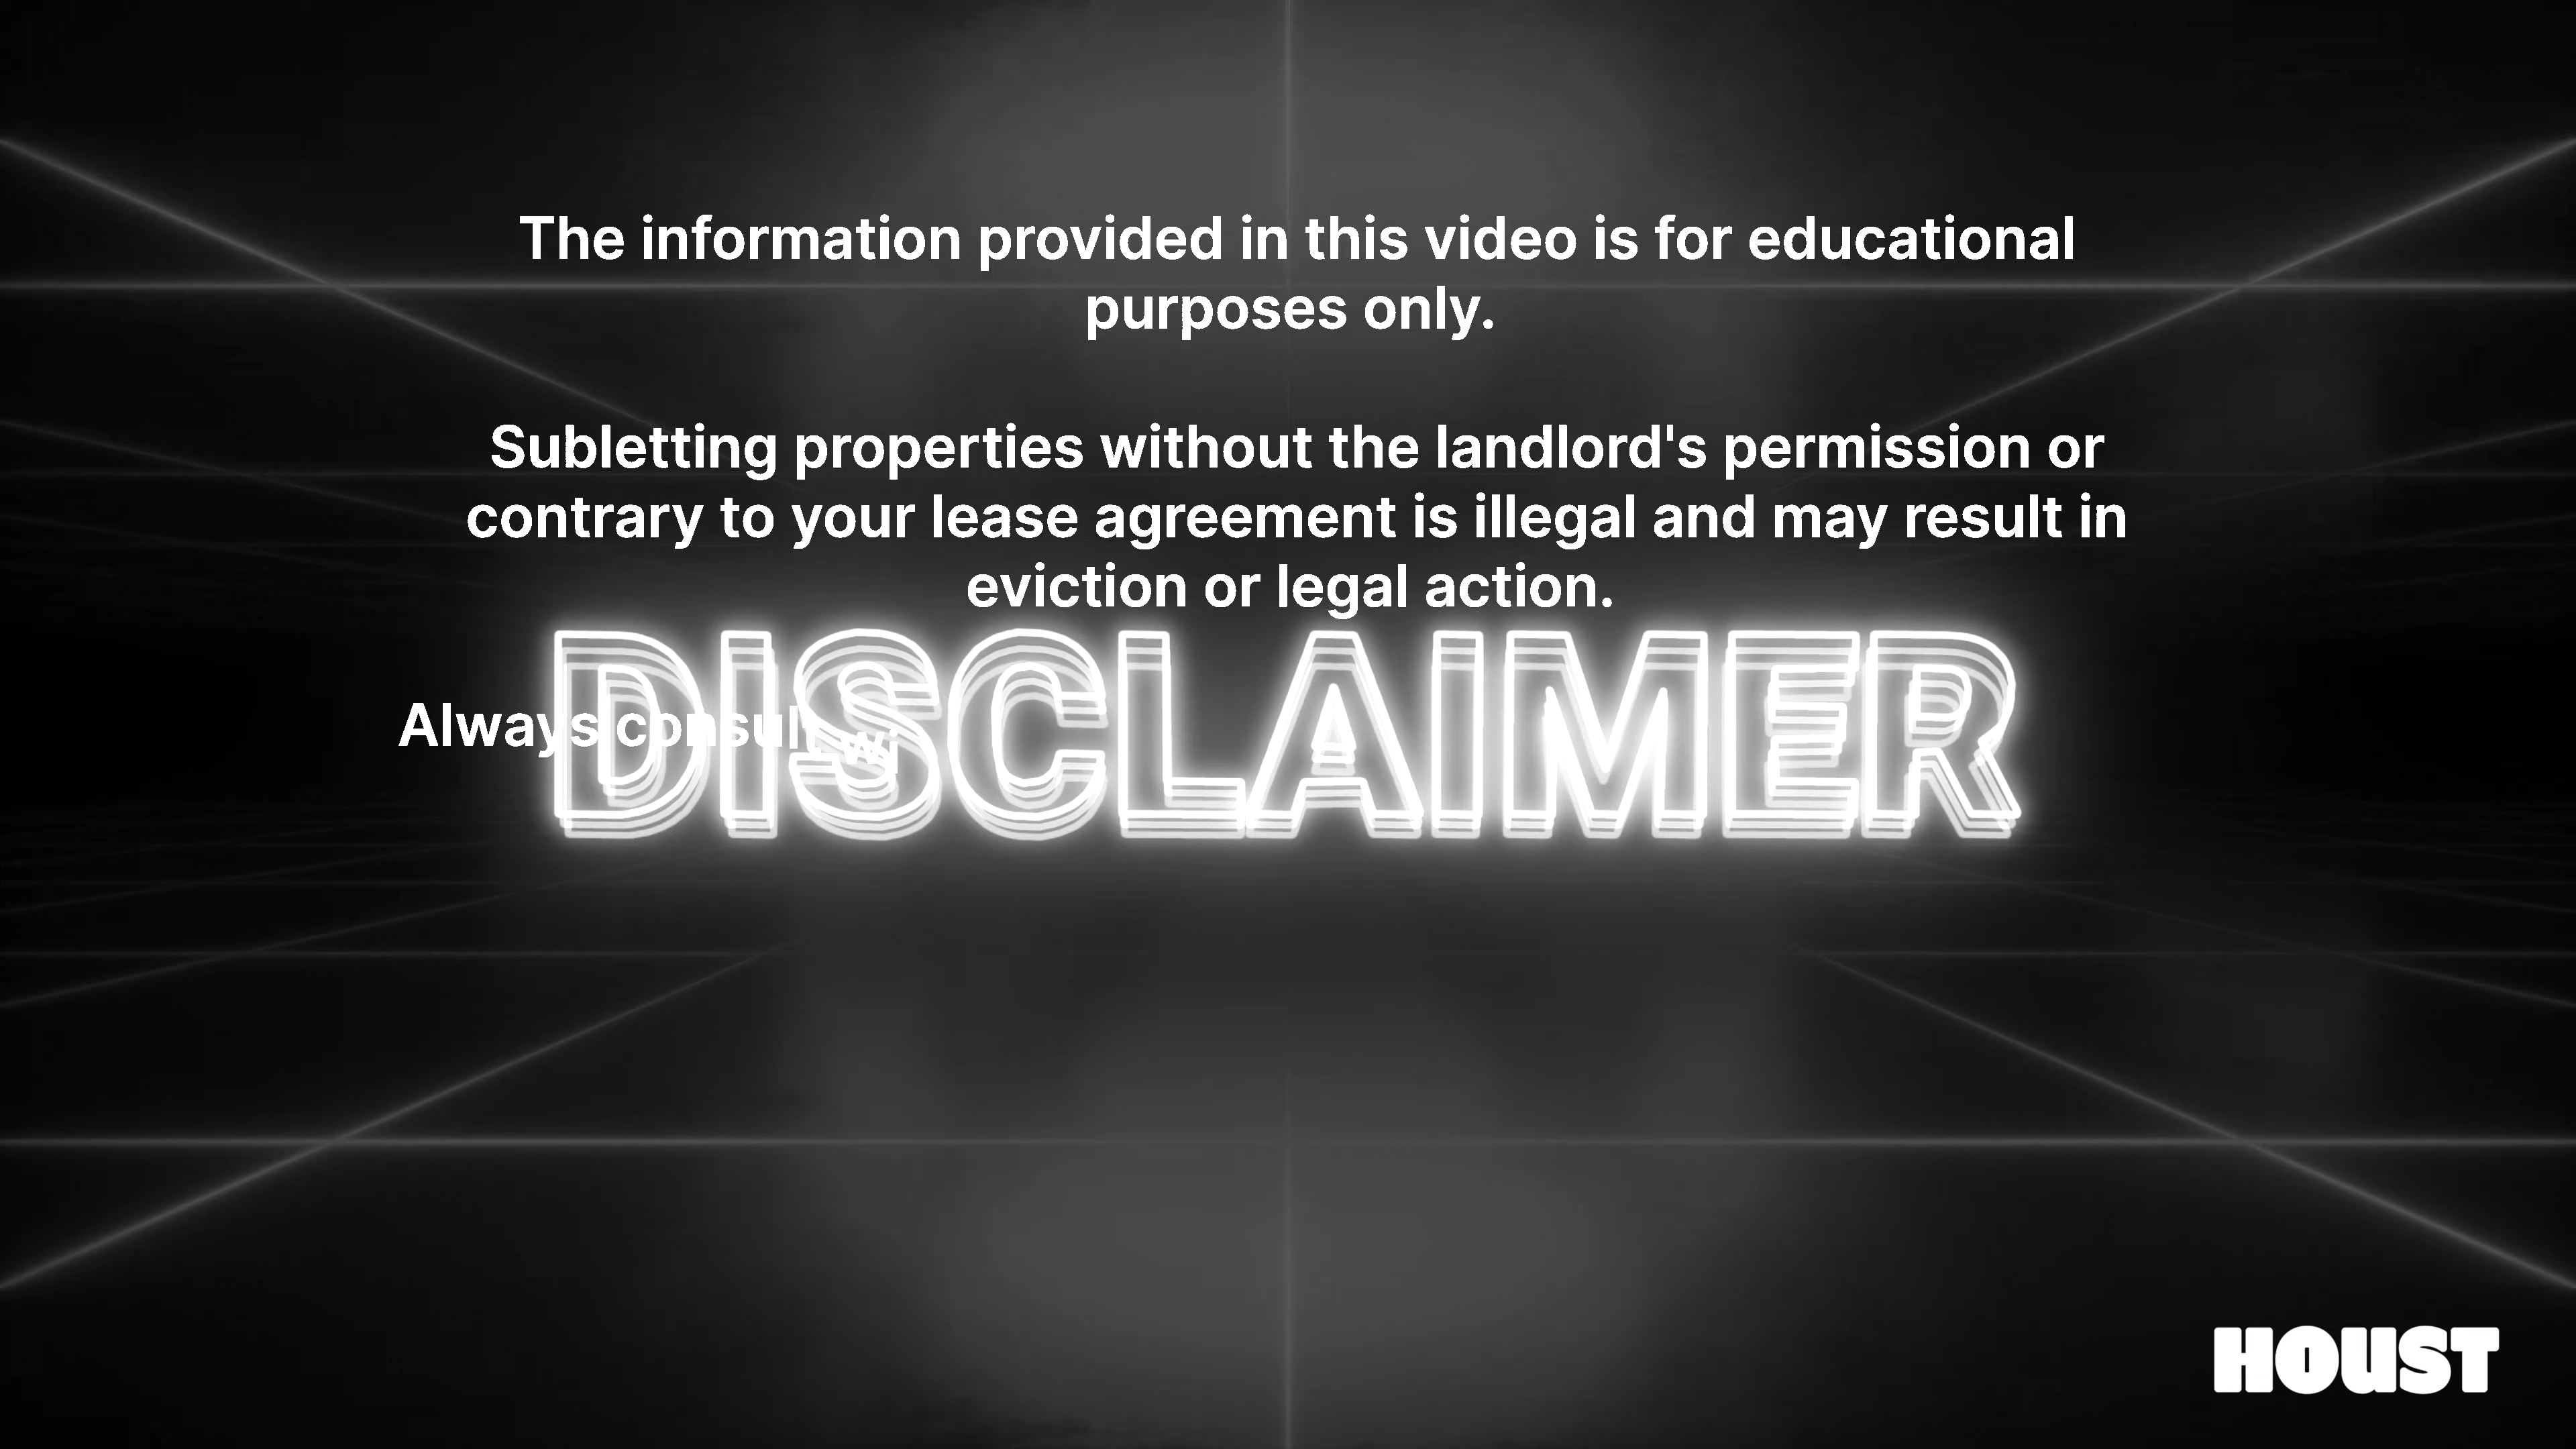 The information provided in this video is for educational
purposes only.
Subletting properties without the landlord's permission or
contrary to your lease agreement is illegal and may result in
eviction or legal action.
DISCLAIMER
Always consult wi
HOUST